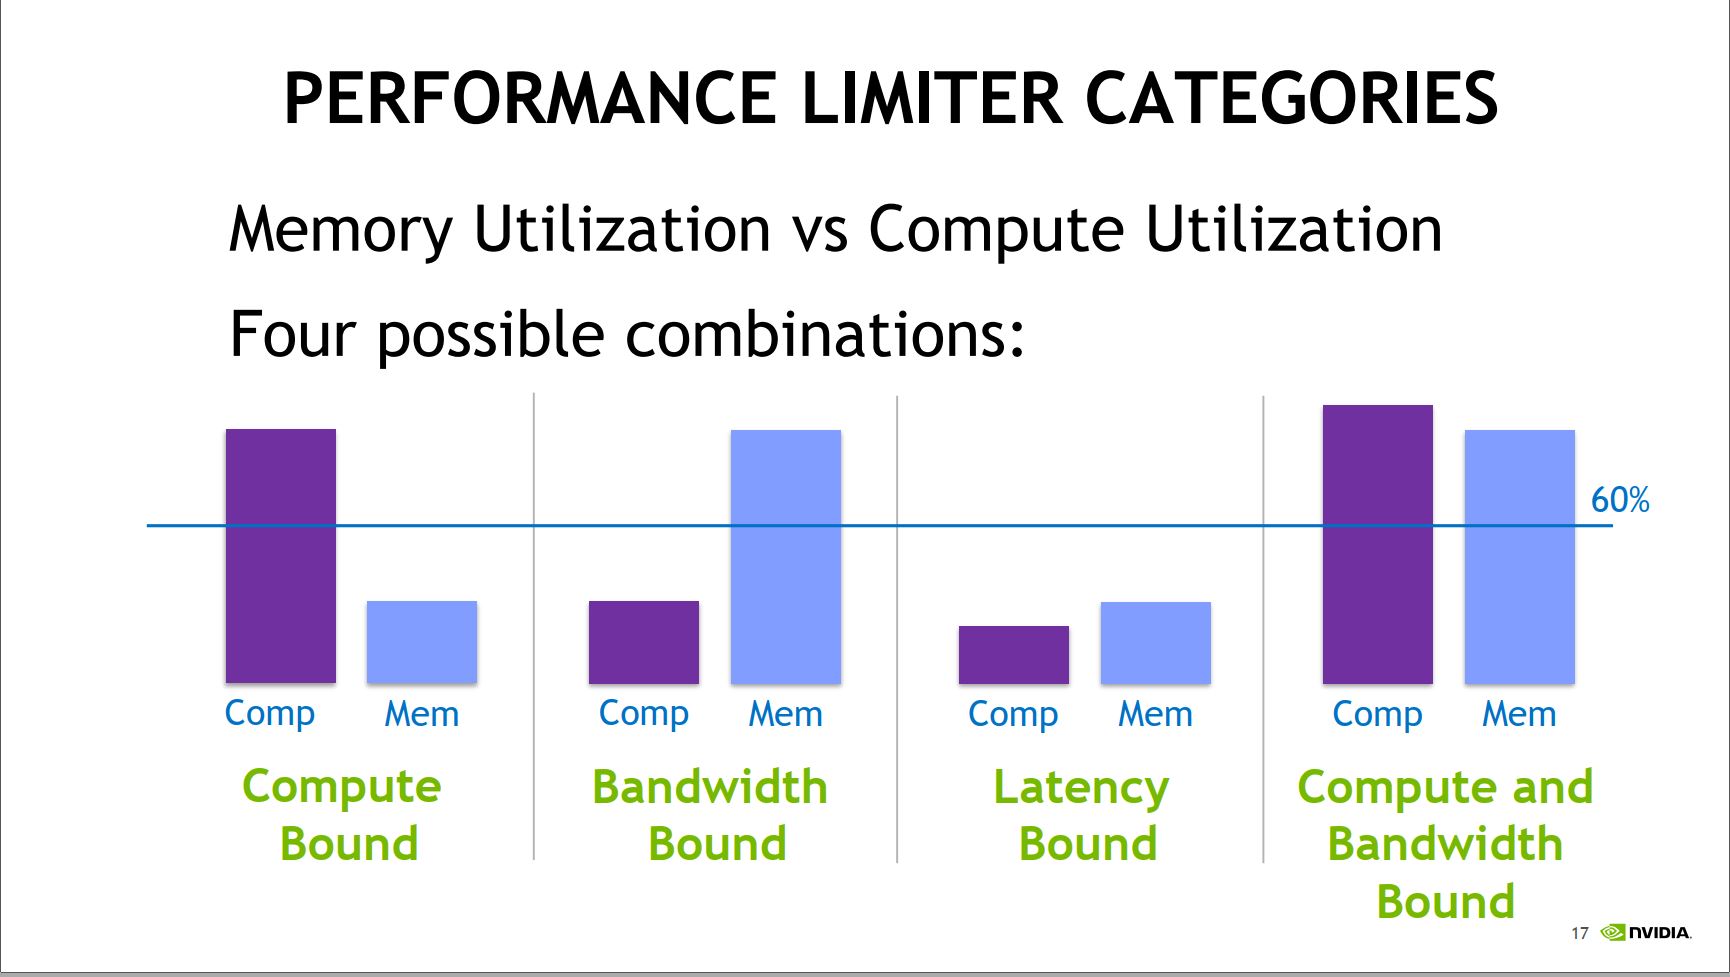 PERFORMANCE LIMITER CATEGORIES
Memory Utilization vs Compute Utilization
Four possible combinations:
60%
Comp Mem Comp Mem Comp Mem Comp Mem
Compute
Bound
Bandwidth
Bound
Latency
Bound
Compute and
Bandwidth
Bound
17 NVIDIA.